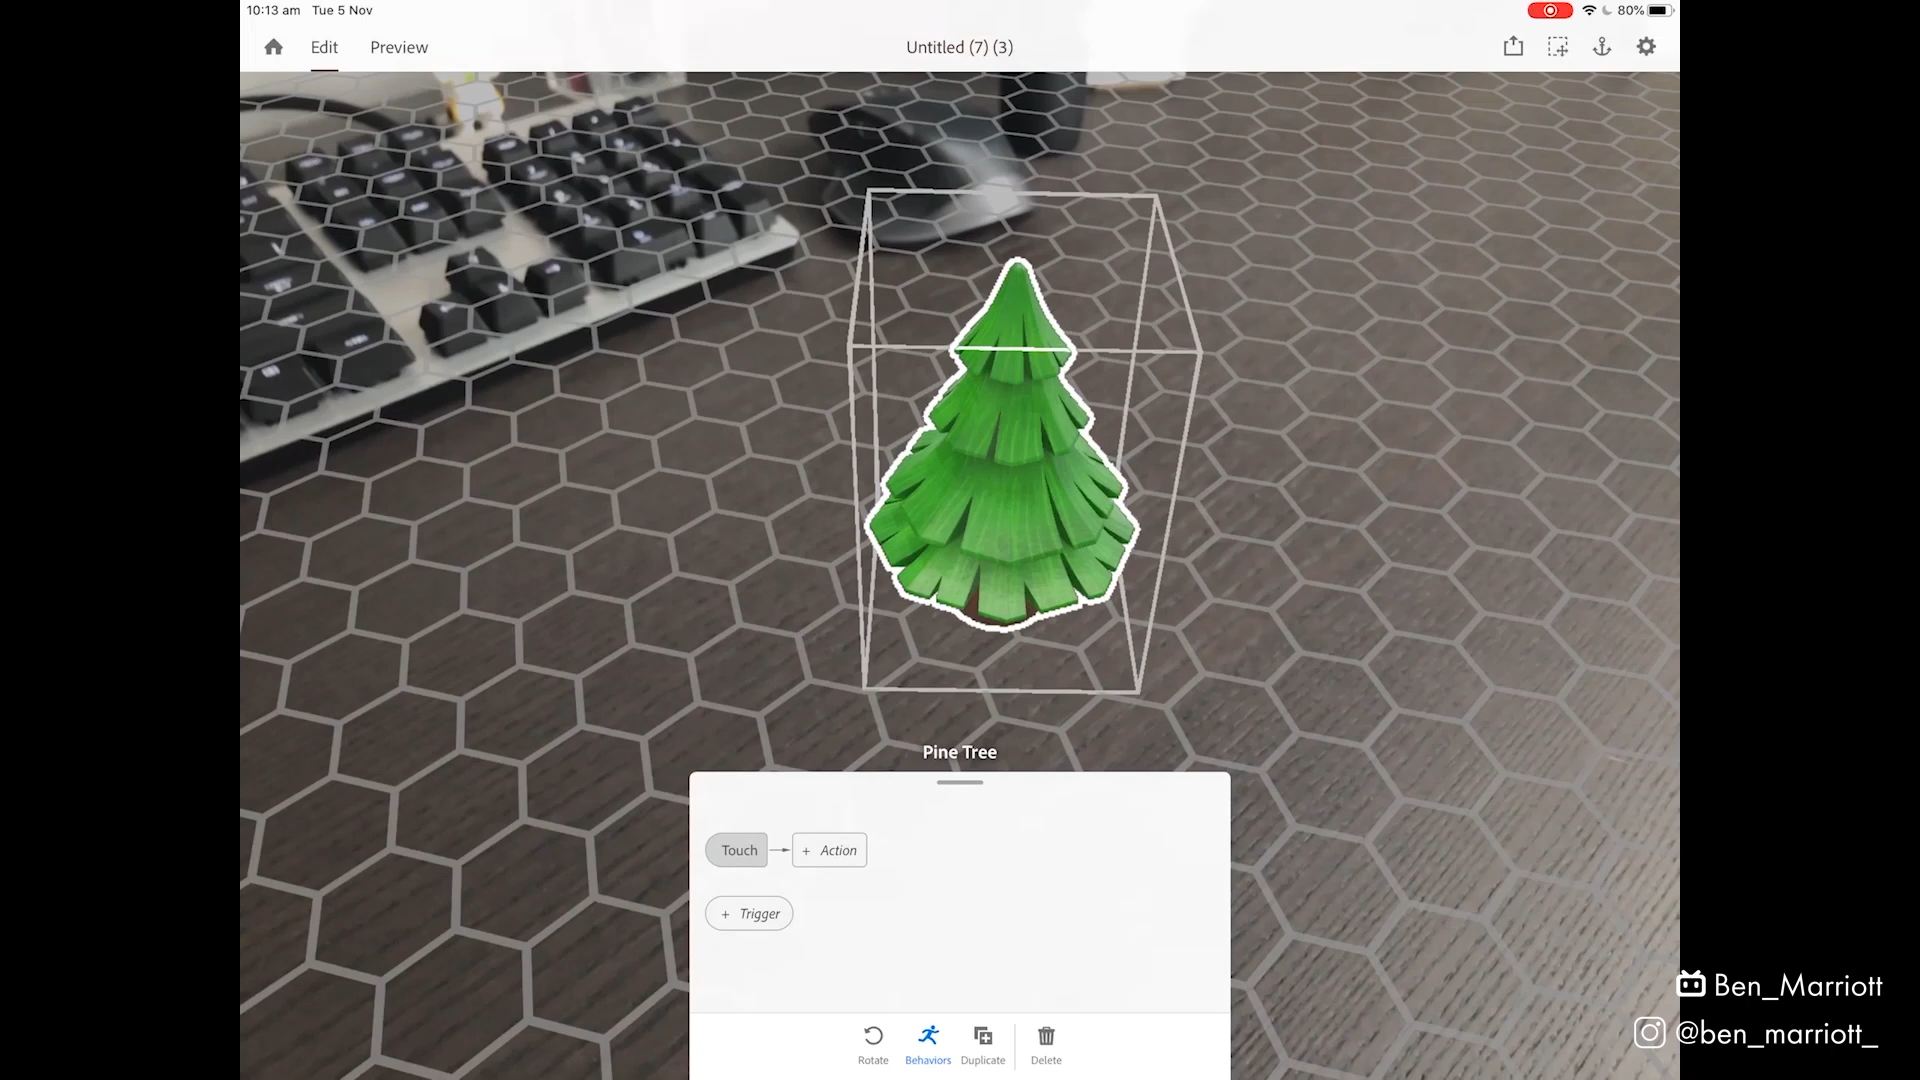 10:13 am Tue 5 Nov
80%
Edit Preview Untitled (7) (3)
Pine Tree
Touch + Action
+ Trigger
Rotate Behaviors Duplicate Delete
Ben_Marriott
@ben_marriott_